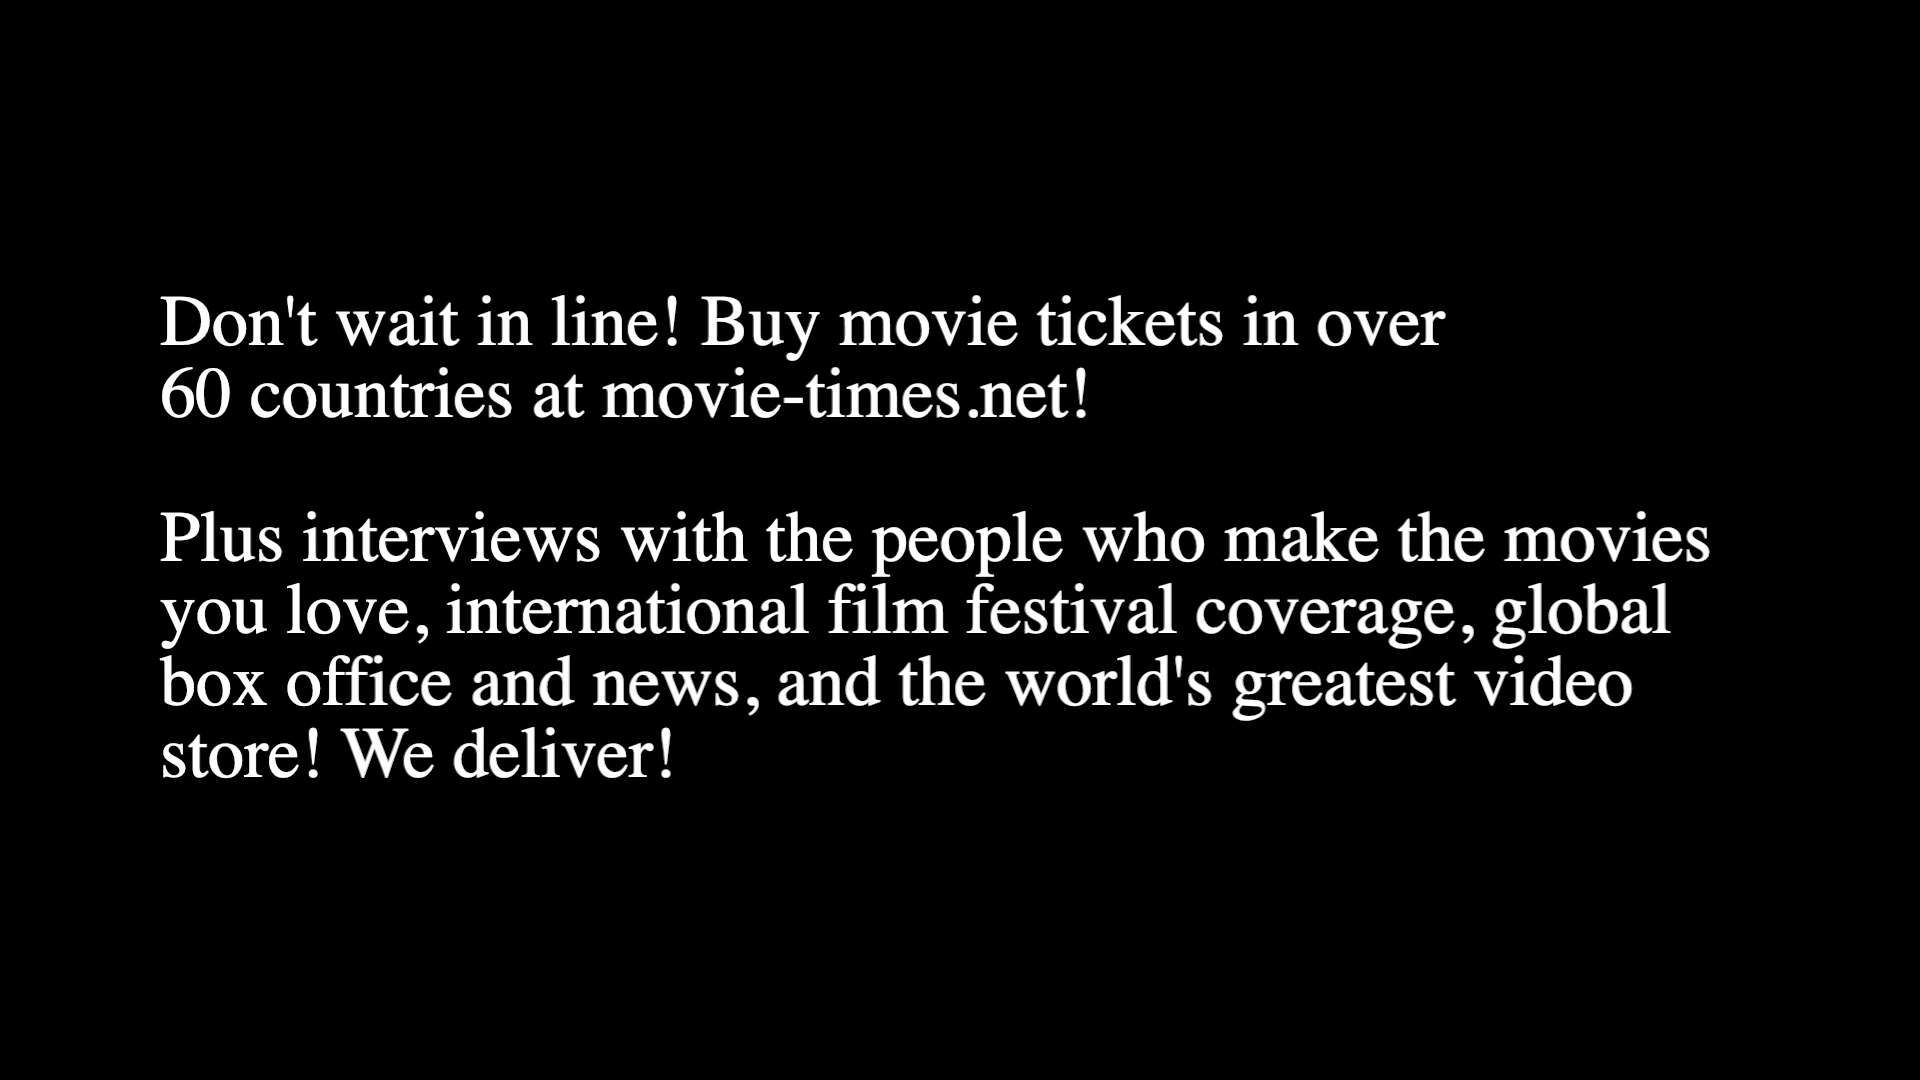 Don't wait in line! Buy movie tickets in over
60 countries at movie-times.net!
Plus interviews with the people who make the movies
you love, international film festival coverage, global
box office and news, and the world's greatest video
store! We deliver!